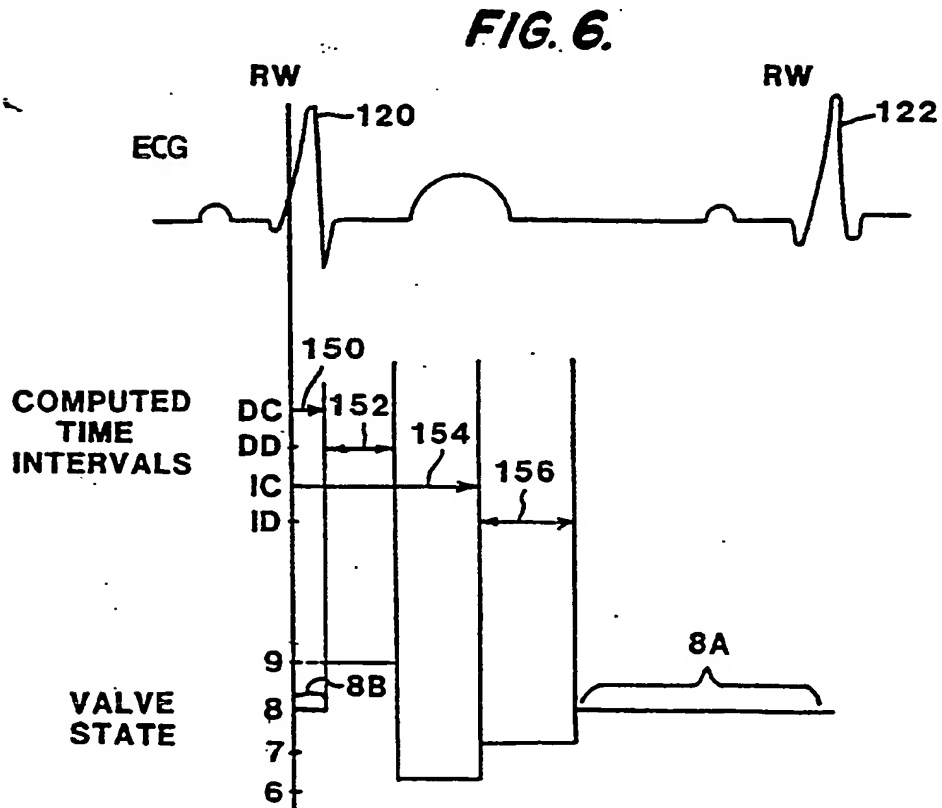 FIG. 6.
RW
RW
120
122
ECG
150
COMPUTED
TIME
INTERVALS
DC
152
DD
154
IC
156
ID
8A
9
8B
VALVE
STATE
8
7
6